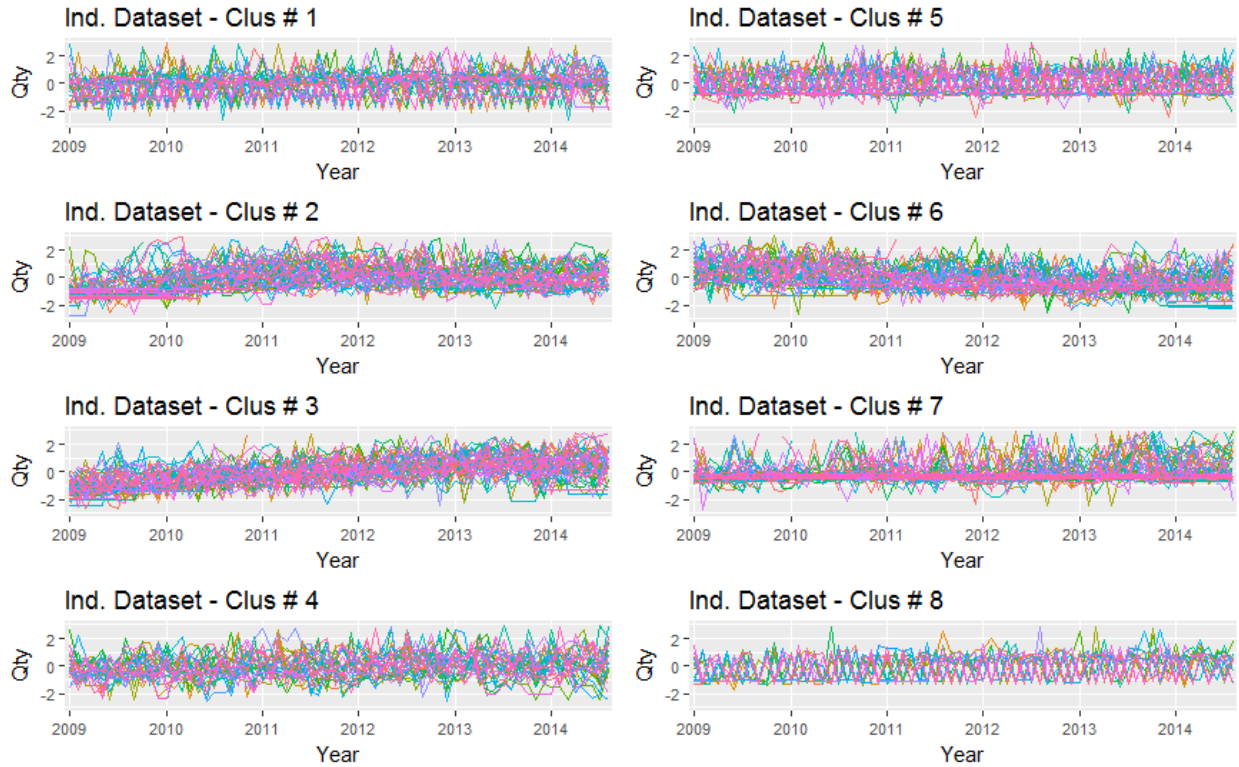 Ind. Dataset - Clus # 1
Qty
2
0
-2
2009 2010 2011 2012 2013 2014
Year
Ind. Dataset - Clus # 5
Qty
2
0
-2
2009 2010 2011 2012 2013 2014
Year
Ind. Dataset - Clus # 2
Qty
2
0
-2
2009 2010 2011 2012 2013 2014
Year
Ind. Dataset - Clus # 6
Qty
2
0
-2
2009 2010 2011 2012 2013 2014
Year
Ind. Dataset - Clus # 3
Qty
2
0
-2
2009 2010 2011 2012 2013 2014
Year
Ind. Dataset - Clus # 7
Qty
2
0
-2
2009 2010 2011 2012 2013 2014
Year
Ind. Dataset - Clus # 4
Qty
2
0
-2
2009 2010 2011 2012 2013 2014
Year
Ind. Dataset - Clus # 8
Qty
2
0
-2
2009 2010 2011 2012 2013 2014
Year